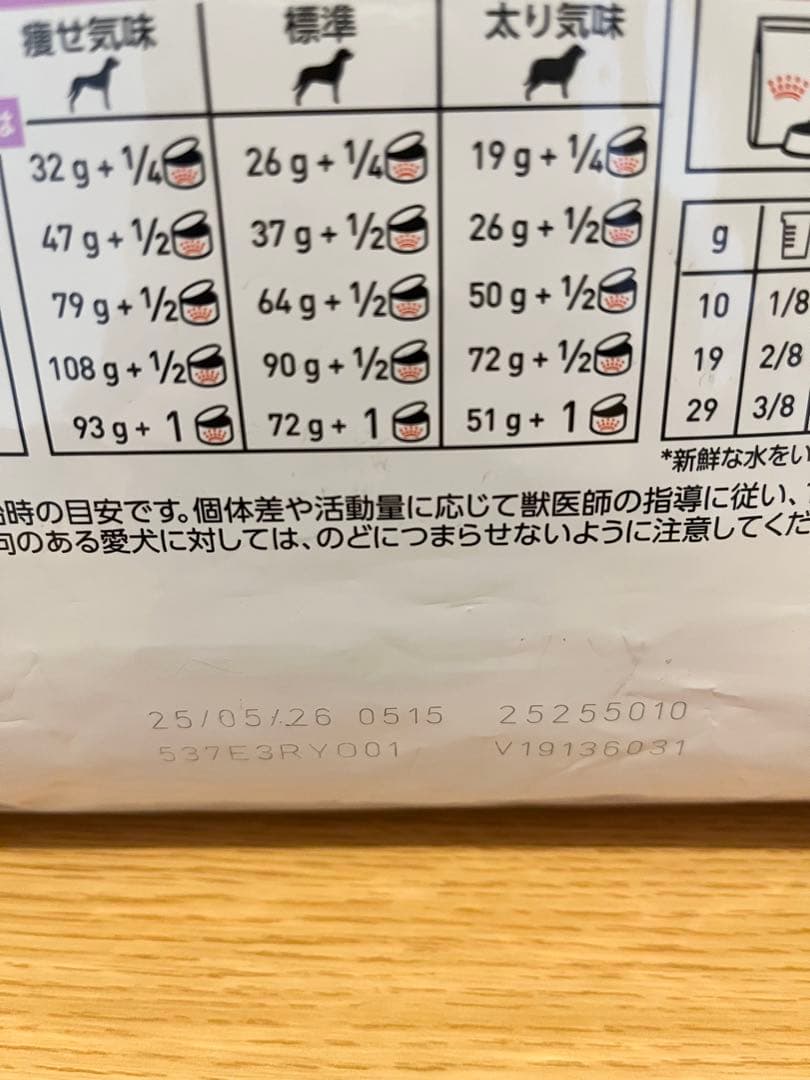 痩せ気味 標準 太り気味
は
32 g + 1/4 26 g + 1/4 19 g + 1/4
47 g + 1/2 37 g + 1/2 26 g + 1/2
79 g + 1/2 64 g + 1/2 50 g + 1/2
108 g + 1/2 90 g + 1/2 72 g + 1/2
93 g + 1 72 g + 1 51 g + 1
g
10 1/8
19 2/8
29 3/8
*新鮮な水をい
時の目安です。個体差や活動量に応じて獣医師の指導に従い、
向のある愛犬に対しては、のどにつまらせないように注意してくだ
25/05/26 0515 25255010
537E3RYO01 V19136031